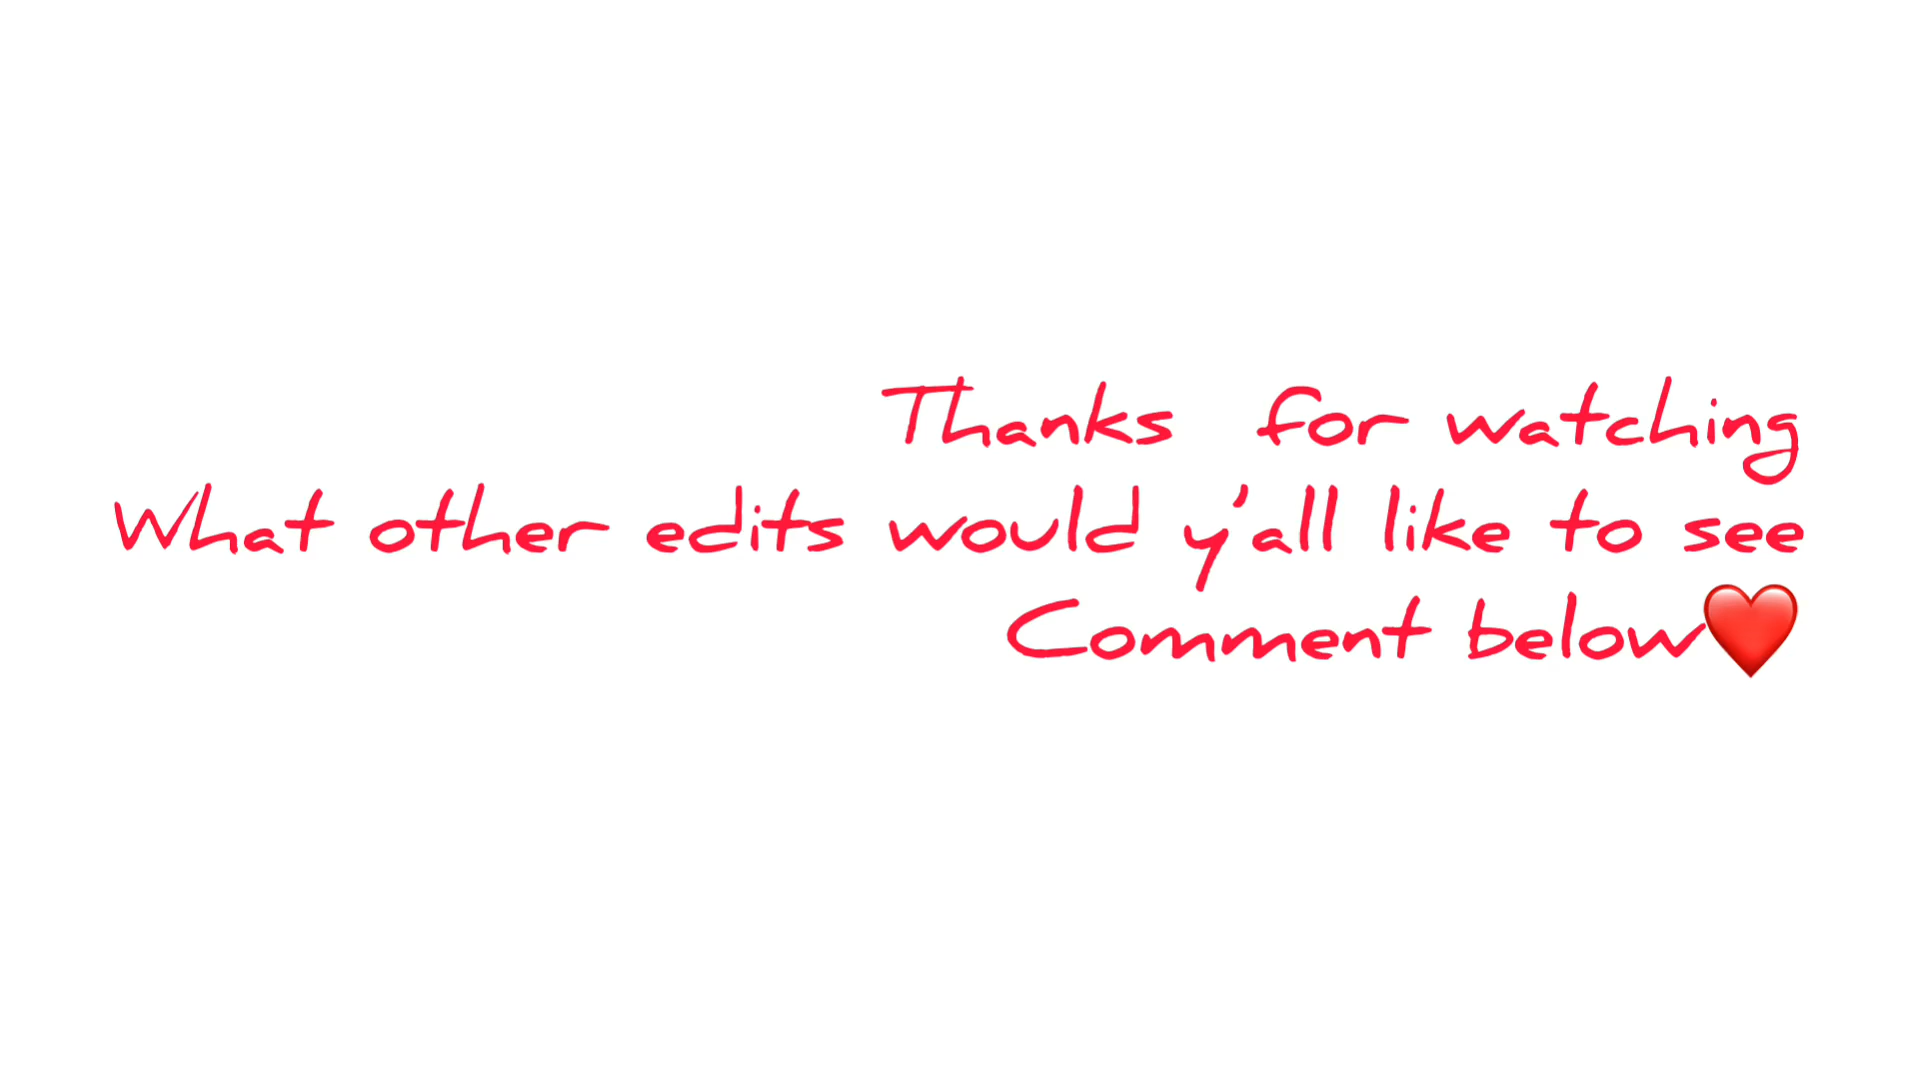 Thanks  for watching
What other edits would y'all like to see
Comment below❤️